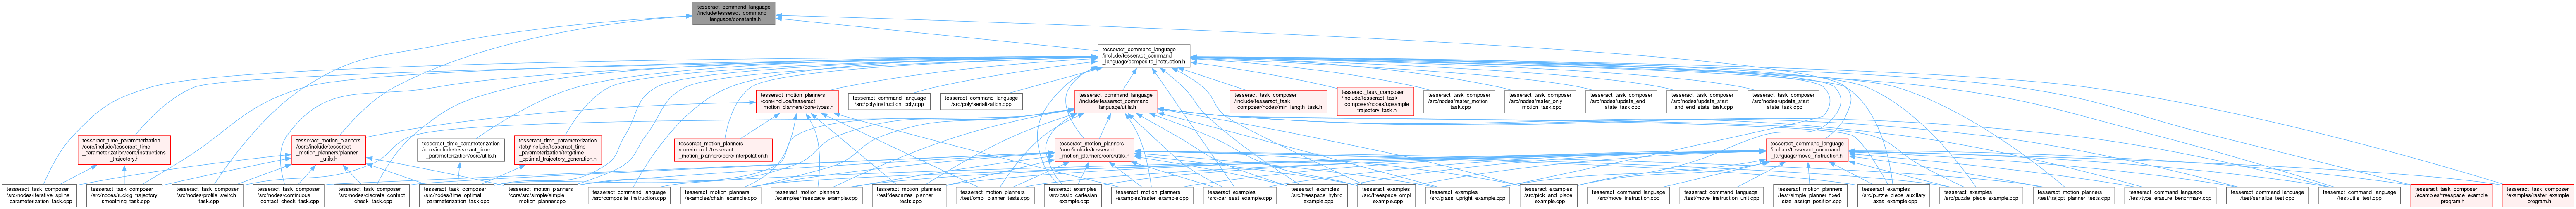 tesseract_command_language
/include/tesseract_command
_language/constants.h
tesseract_command_language
/include/tesseract_command
_language/composite_instruction.h
tesseract_motion_planners
/core/include/tesseract
_motion_planners/core/types.h
tesseract_command_language
/src/poly/instruction_poly.cpp
tesseract_command_language
/src/poly/serialization.cpp
tesseract_command_language
/include/tesseract_command
_language/utils.h
tesseract_task_composer
/include/tesseract_task
_composer/nodes/min_length_task.h
tesseract_task_composer
/include/tesseract_task
_composer/nodes/upsample
_trajectory_task.h
tesseract_task_composer
/src/nodes/raster_motion
_task.cpp
tesseract_task_composer
/src/nodes/raster_only
_motion_task.cpp
tesseract_task_composer
/src/nodes/update_end
_state_task.cpp
tesseract_task_composer
/src/nodes/update_start
_and_end_state_task.cpp
tesseract_task_composer
/src/nodes/update_start
_state_task.cpp
tesseract_time_parameterization
/core/include/tesseract_time
_parameterization/core/instructions
_trajectory.h
tesseract_motion_planners
/core/include/tesseract
_motion_planners/planner
_utils.h
tesseract_time_parameterization
/core/include/tesseract_time
_parameterization/core/utils.h
tesseract_time_parameterization
/totg/include/tesseract_time
_parameterization/totg/time
_optimal_trajectory_generation.h
tesseract_motion_planners
/core/include/tesseract
_motion_planners/core/interpolation.h
tesseract_motion_planners
/core/include/tesseract
_motion_planners/core/utils.h
tesseract_command_language
/include/tesseract_command
_language/move_instruction.h
tesseract_task_composer
/src/nodes/iterative_spline
_parameterization_task.cpp
tesseract_task_composer
/src/nodes/ruckig_trajectory
_smoothing_task.cpp
tesseract_task_composer
/src/nodes/profile_switch
_task.cpp
tesseract_task_composer
/src/nodes/continuous
_contact_check_task.cpp
tesseract_task_composer
/src/nodes/discrete_contact
_check_task.cpp
tesseract_task_composer
/src/nodes/time_optimal
_parameterization_task.cpp
tesseract_motion_planners
/core/src/simple/simple
_motion_planner.cpp
tesseract_command_language
/src/composite_instruction.cpp
tesseract_motion_planners
/examples/chain_example.cpp
tesseract_motion_planners
/examples/freespace_example.cpp
tesseract_motion_planners
/test/descartes_planner
_tests.cpp
tesseract_motion_planners
/test/ompl_planner_tests.cpp
tesseract_examples
/src/basic_cartesian
_example.cpp
tesseract_motion_planners
/examples/raster_example.cpp
tesseract_examples
/src/car_seat_example.cpp
tesseract_examples
/src/freespace_hybrid
_example.cpp
tesseract_examples
/src/freespace_ompl
_example.cpp
tesseract_examples
/src/glass_upright_example.cpp
tesseract_examples
/src/pick_and_place
_example.cpp
tesseract_command_language
/src/move_instruction.cpp
tesseract_command_language
/test/move_instruction_unit.cpp
tesseract_motion_planners
/test/simple_planner_fixed
_size_assign_position.cpp
tesseract_examples
/src/puzzle_piece_auxillary
_axes_example.cpp
tesseract_examples
/src/puzzle_piece_example.cpp
tesseract_motion_planners
/test/trajopt_planner_tests.cpp
tesseract_command_language
/test/type_erasure_benchmark.cpp
tesseract_command_language
/test/serialize_test.cpp
tesseract_command_language
/test/utils_test.cpp
tesseract_task_composer
/examples/freespace_example
_program.h
tesseract_task_composer
/examples/raster_example
_program.h